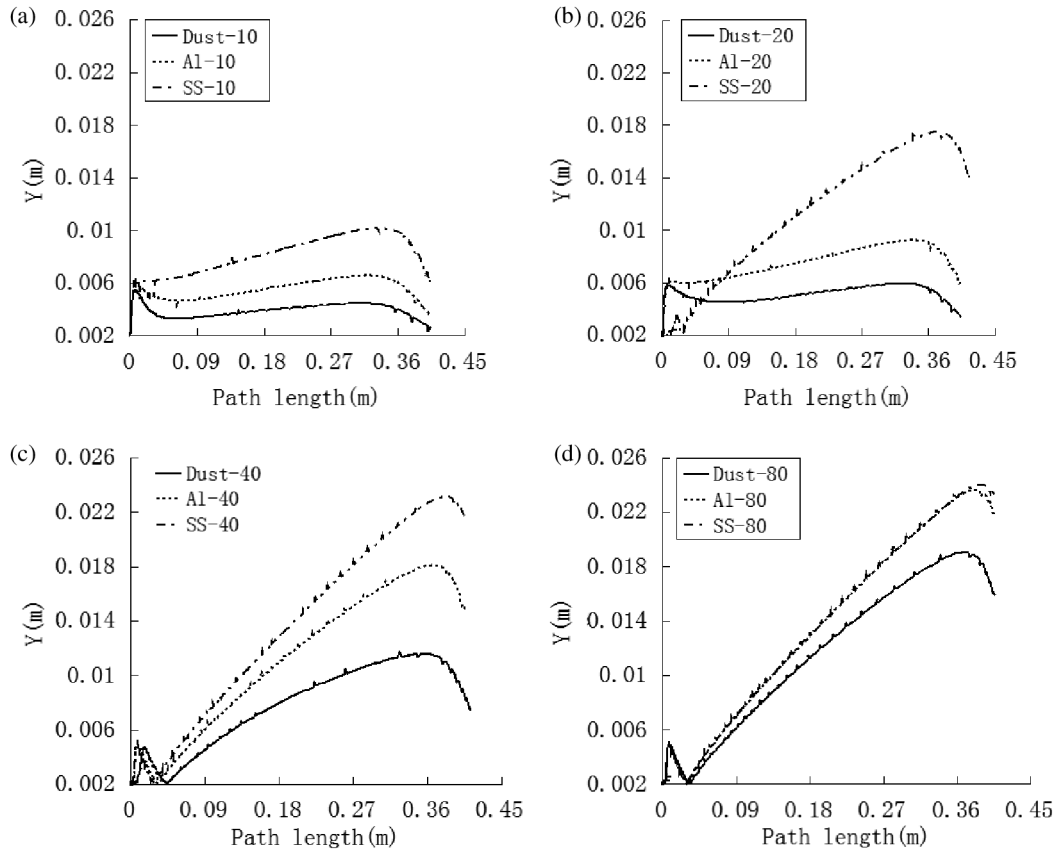 (a)
0.026
0.022
0.018
0.014
0.01
0.006
0.002
Y(m)
Dust-10
Al-10
SS-10
0 0.09 0.18 0.27 0.36 0.45
Path length(m)
(b)
0.026
0.022
0.018
0.014
0.01
0.006
0.002
Y(m)
Dust-20
Al-20
SS-20
0 0.09 0.18 0.27 0.36 0.45
Path length(m)
(c)
0.026
0.022
0.018
0.014
0.01
0.006
0.002
Y(m)
Dust-40
Al-40
SS-40
0 0.09 0.18 0.27 0.36 0.45
Path length(m)
(d)
0.026
0.022
0.018
0.014
0.01
0.006
0.002
Y(m)
Dust-80
Al-80
SS-80
0 0.09 0.18 0.27 0.36 0.45
Path length(m)